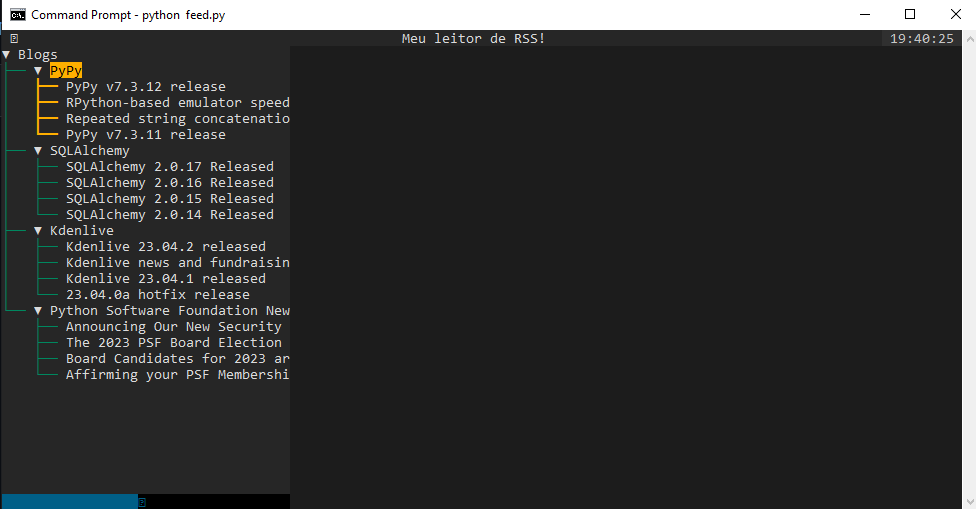 Command Prompt - python feed.py
Meu leitor de RSS! 19:40:25
▼ Blogs
▼ PyPy
PyPy v7.3.12 release
RPython-based emulator speed
Repeated string concatenatio
PyPy v7.3.11 release
▼ SQLAlchemy
SQLAlchemy 2.0.17 Released
SQLAlchemy 2.0.16 Released
SQLAlchemy 2.0.15 Released
SQLAlchemy 2.0.14 Released
▼ Kdenlive
Kdenlive 23.04.2 released
Kdenlive news and fundraisin
Kdenlive 23.04.1 released
23.04.0a hotfix release
▼ Python Software Foundation New
Announcing Our New Security
The 2023 PSF Board Election
Board Candidates for 2023 ar
Affirming your PSF Membershi